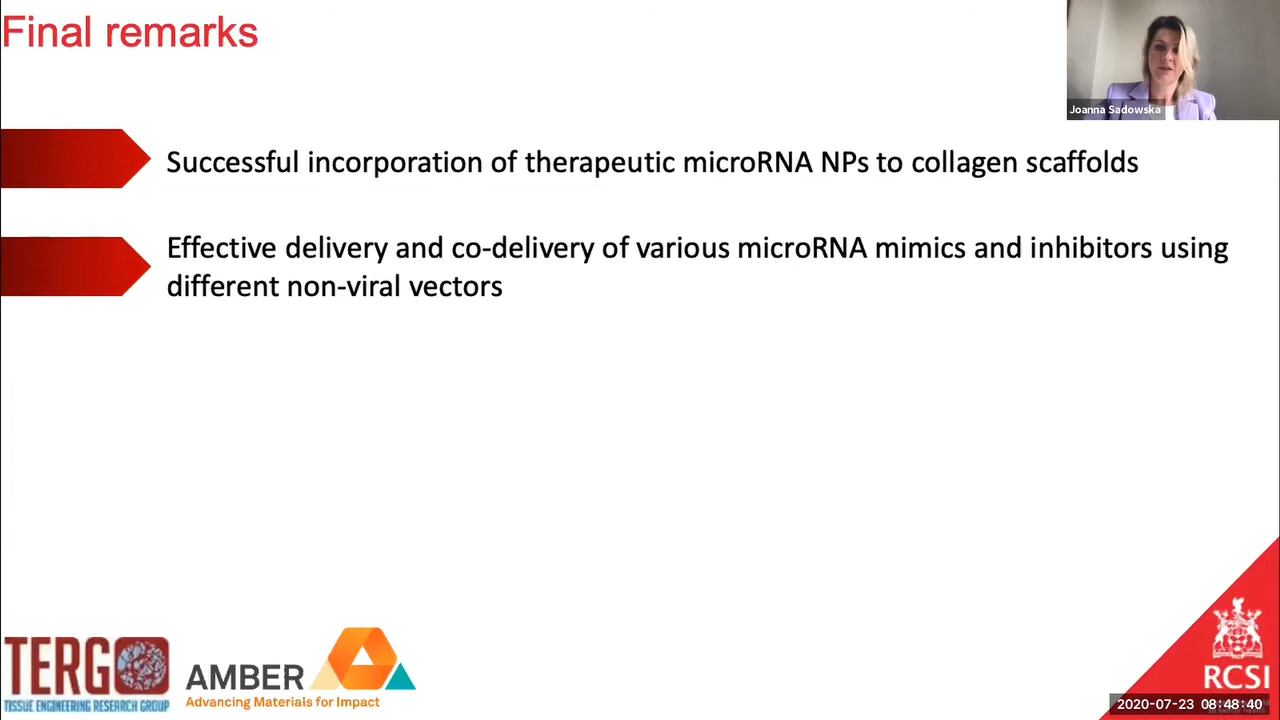 Final remarks
Joanna Sadowska
Successful incorporation of therapeutic microRNA NPs to collagen scaffolds
Effective delivery and co-delivery of various microRNA mimics and inhibitors using
different non-viral vectors
TERG
TISSUE ENGINEERING RESEARCH GROUP
AMBER
Advancing Materials for Impact
RCSI
2020-07-23 08:48:40